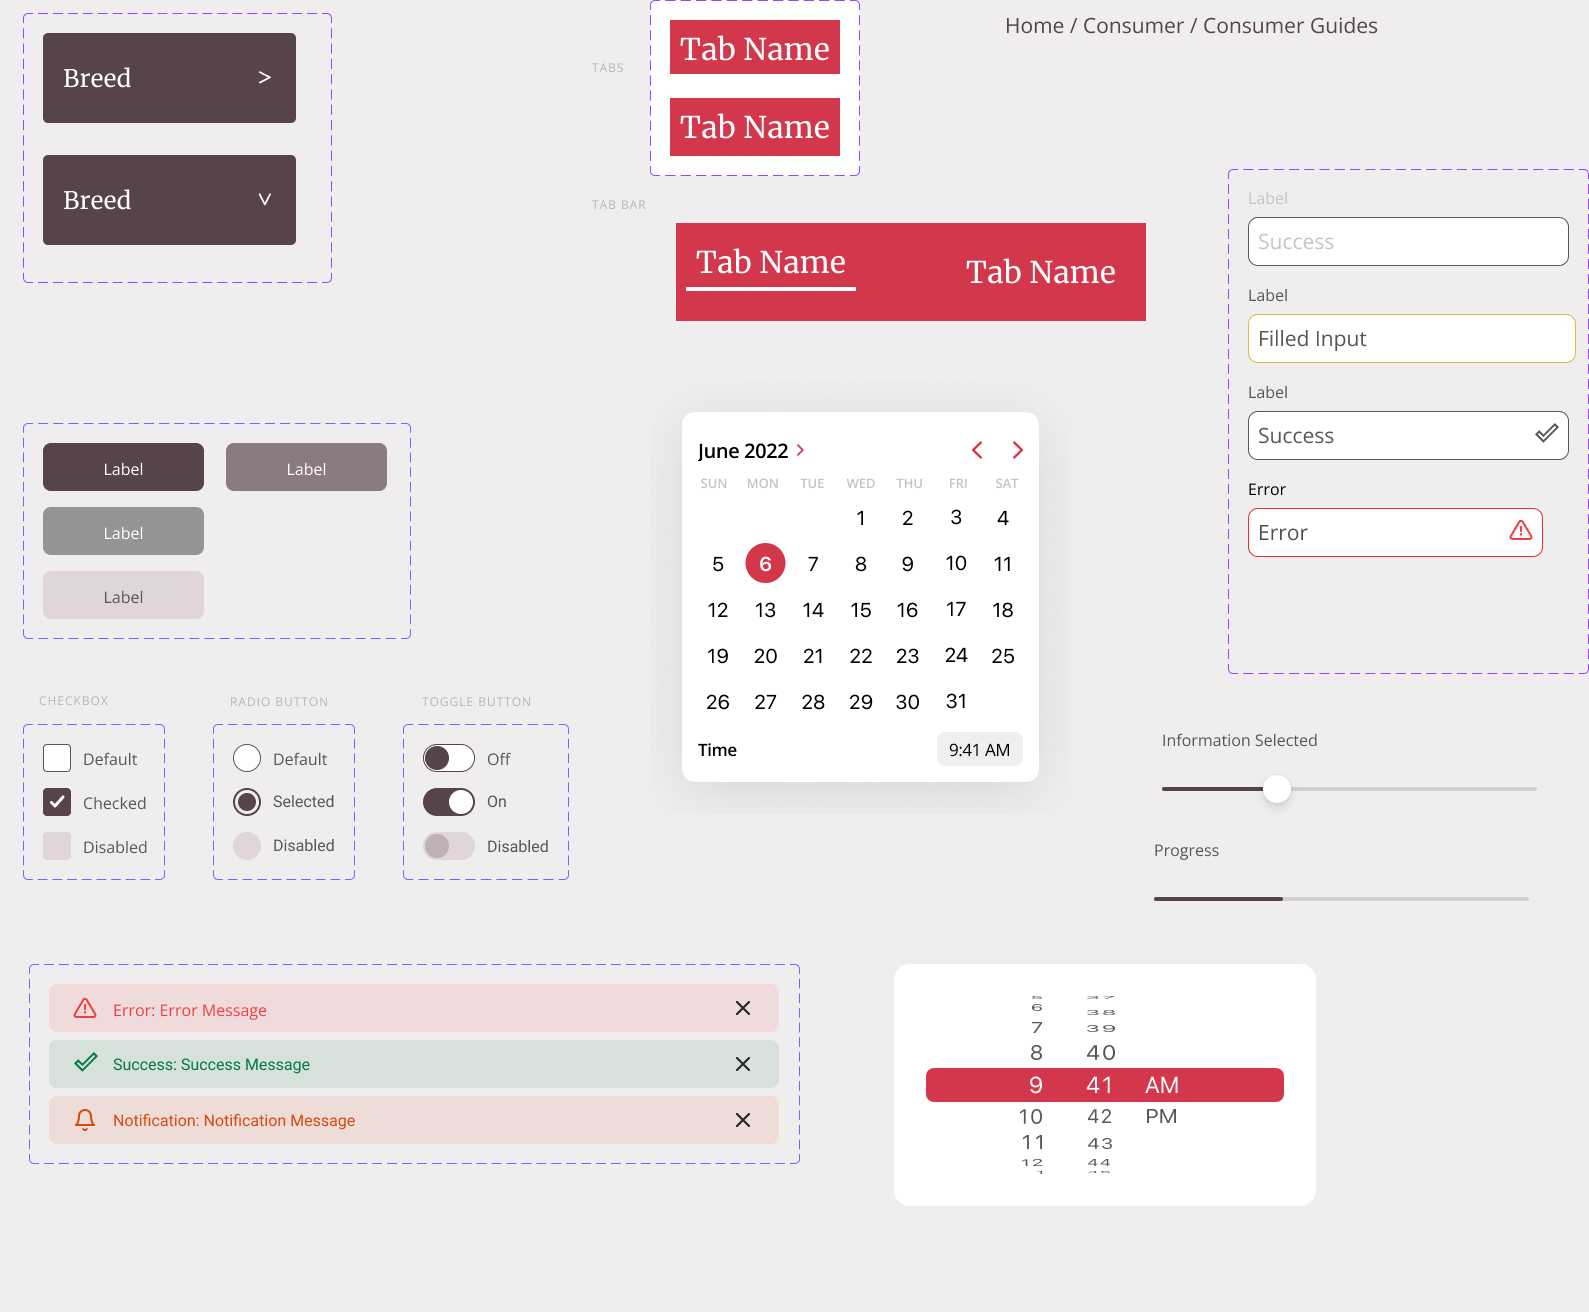 Breed >
Breed >
TABS
Tab Name
Tab Name
Home / Consumer / Consumer Guides
TAB BAR
Tab Name Tab Name
Label
Success
Label
Filled Input
Label
Success
Error
Error
Label Label
Label
Label
June 2022 >
SUN MON TUE WED THU FRI SAT
1 2 3 4
5 6 7 8 9 10 11
12 13 14 15 16 17 18
19 20 21 22 23 24 25
26 27 28 29 30 31
Time 9:41 AM
CHECKBOX
Default
Checked
Disabled
RADIO BUTTON
Default
Selected
Disabled
TOGGLE BUTTON
Off
On
Disabled
Information Selected
Progress
Error: Error Message
Success: Success Message
Notification: Notification Message
5 37
6 38
7 39
8 40
9 41 AM
10 42 PM
11 43
12 44
1 45